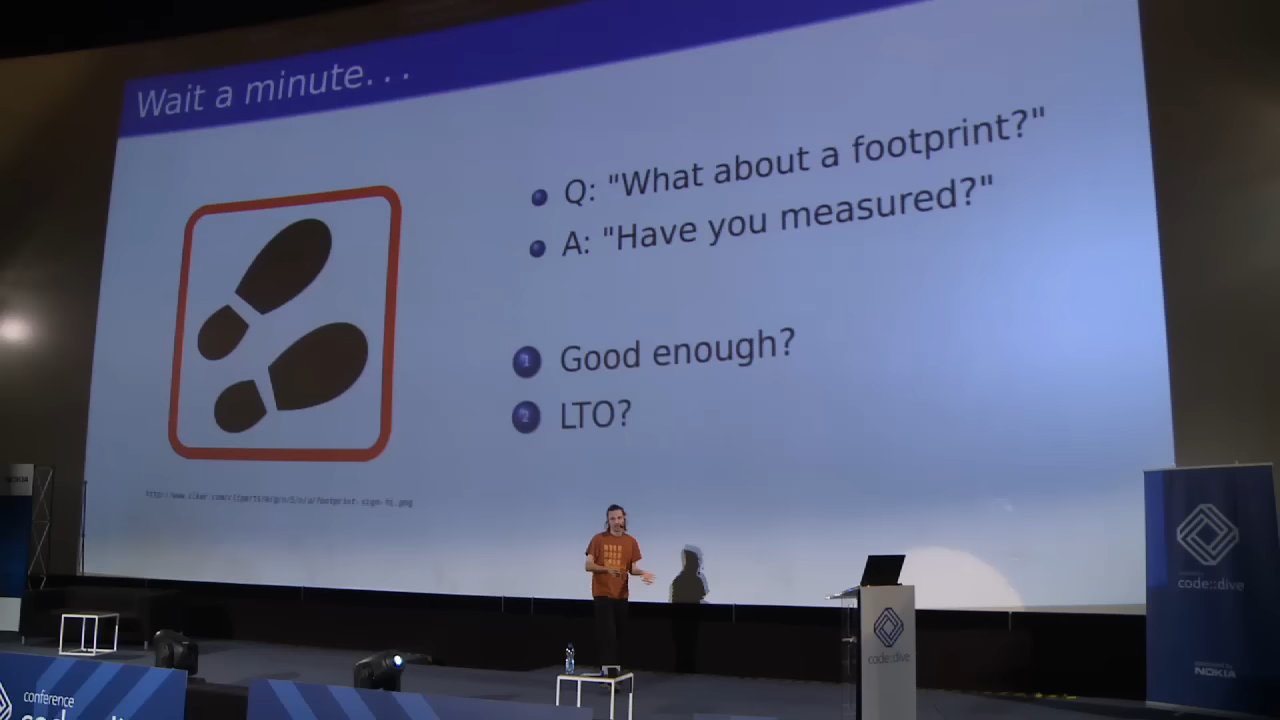 Wait a minute...
Q: "What about a footprint?"
A: "Have you measured?"
1 Good enough?
2 LTO?
NOKIA
code::dive
NOKIA
code::dive
conference